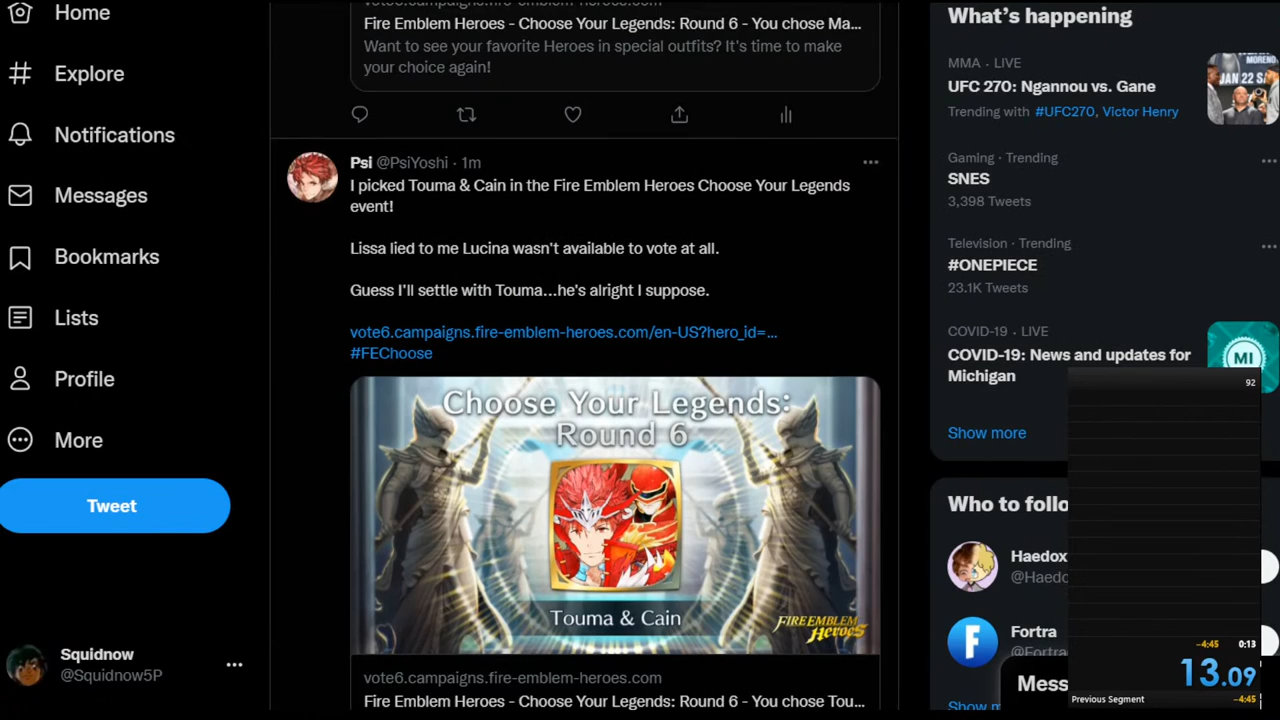 Home
Explore
Notifications
Messages
Bookmarks
Lists
Profile
More
Tweet
Squidnow
@Squidnow5P
Fire Emblem Heroes - Choose Your Legends: Round 6 - You chose Ma...
Want to see your favorite Heroes in special outfits? It's time to make
your choice again!
Psi @PsiYoshi · 1m
I picked Touma & Cain in the Fire Emblem Heroes Choose Your Legends
event!
Lissa lied to me Lucina wasn't available to vote at all.
Guess I'll settle with Touma...he's alright I suppose.
vote6.campaigns.fire-emblem-heroes.com/en-US?hero_id=...
#FEChoose
Choose Your Legends:
Round 6
Touma & Cain
FIRE EMBLEM
Heroes
vote6.campaigns.fire-emblem-heroes.com
Fire Emblem Heroes - Choose Your Legends: Round 6 - You chose Tou...
What's happening
MMA · LIVE
UFC 270: Ngannou vs. Gane
Trending with #UFC270, Victor Henry
MORENO
JAN 22
Gaming · Trending
SNES
3,398 Tweets
Television · Trending
#ONEPIECE
23.1K Tweets
COVID-19 · LIVE
COVID-19: News and updates for
Michigan
MI
Show more
Who to follo
Haedox
@Haedo
Fortra
@Fortra
Mess
Show m
92
-4:45 0:13
13.09
Previous Segment -4:45